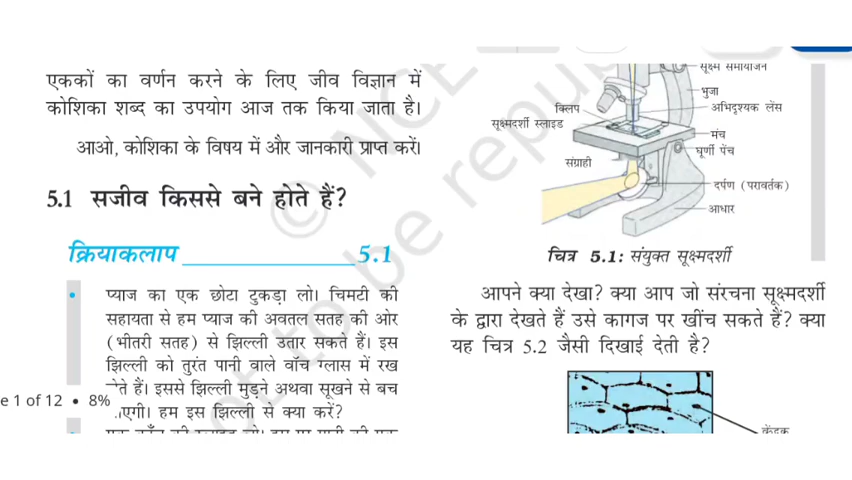 एककों का वर्णन करने के लिए जीव विज्ञान में
कोशिका शब्द का उपयोग आज तक किया जाता है।
आओ, कोशिका के विषय में और जानकारी प्राप्त करें।
5.1 सजीव किससे बने होते हैं?
क्रियाकलाप 5.1
• प्याज का एक छोटा टुकड़ा लो। चिमटी की
सहायता से हम प्याज की अवतल सतह की ओर
(भीतरी सतह) से झिल्ली उतार सकते हैं। इस
झिल्ली को तुरंत पानी वाले वॉच ग्लास में रख
हैं। इससे झिल्ली मुड़ने अथवा सूखने से बच
हम इस झिल्ली से क्या करें?
e 1 of 12 • 8%
सूक्ष्म समायोजन
भुजा
अभिदृश्यक लेंस
क्लिप
सूक्ष्मदर्शी स्लाइड
मंच
घूर्णी पेंच
संग्राही
दर्पण (परावर्तक)
आधार
चित्र 5.1: संयुक्त सूक्ष्मदर्शी
आपने क्या देखा? क्या आप जो संरचना सूक्ष्मदर्शी
के द्वारा देखते हैं उसे कागज पर खींच सकते हैं? क्या
यह चित्र 5.2 जैसी दिखाई देती है?
केंद्रक